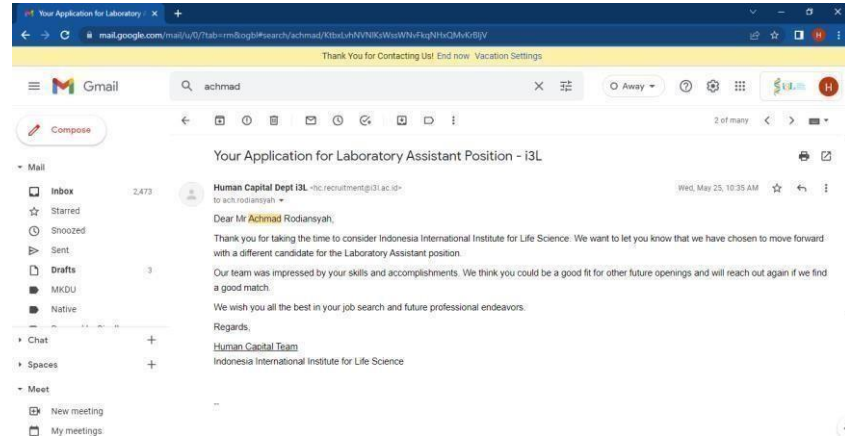 Your Application for Laboratory A
mail.google.com/mail/u/0/?tab=rm&ogbl#search/achmad/
Thank You for Contacting Us! End now Vacation Settings
Gmail
achmad
Away
H
Compose
2 of many
Your Application for Laboratory Assistant Position - i3L
Mail
Inbox 2,473
Starred
Snoozed
Sent
Drafts 3
MKDU
Native
Chat
Spaces
Meet
New meeting
My meetings
Human Capital Dept i3L <hc.recruitment@i3l.ac.id>
Wed, May 25, 10:35 AM
to ach.rodiansyah
Dear Mr Achmad Rodiansyah,
Thank you for taking the time to consider Indonesia International Institute for Life Science. We want to let you know that we have chosen to move forward
with a different candidate for the Laboratory Assistant position.
Our team was impressed by your skills and accomplishments. We think you could be a good fit for other future openings and will reach out again if we find
a good match.
We wish you all the best in your job search and future professional endeavors.
Regards,
Human Capital Team
Indonesia International Institute for Life Science
--